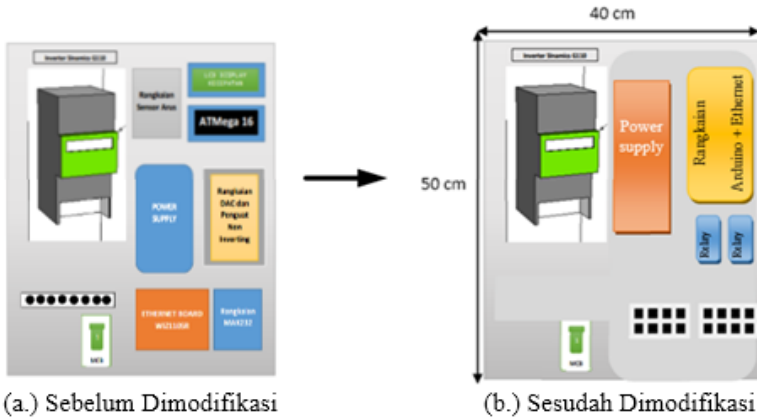 40 cm
50 cm
Inverter Sinamics G110
Rangkaian
Sensor Arus
LCD DISPLAY
KECEPATAN
ATMega 16
POWER
SUPPLY
Rangkaian
DAC dan
Penguat
Non
Inverting
ETHERNET BOARD
WIZ110SR
Rangkaian
MAX232
MCB
Inverter Sinamics G110
Power
supply
Rangkaian
Arduino + Ethernet
Relay
Relay
MCB
(a.) Sebelum Dimodifikasi
(b.) Sesudah Dimodifikasi